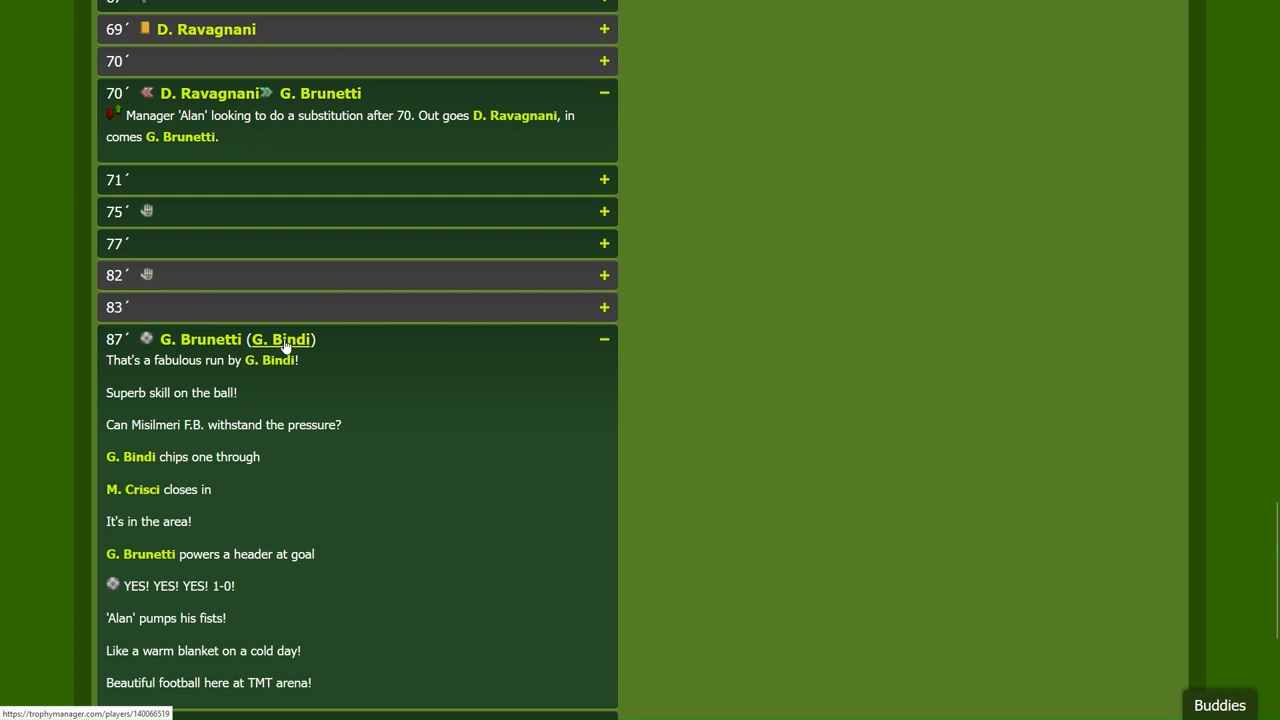 69´ D. Ravagnani +
70´ +
70´ D. Ravagnani G. Brunetti −
Manager 'Alan' looking to do a substitution after 70. Out goes D. Ravagnani, in
comes G. Brunetti.
71´ +
75´ +
77´ +
82´ +
83´ +
87´ G. Brunetti (G. Bindi) −
That's a fabulous run by G. Bindi!
Superb skill on the ball!
Can Misilmeri F.B. withstand the pressure?
G. Bindi chips one through
M. Crisci closes in
It's in the area!
G. Brunetti powers a header at goal
YES! YES! YES! 1-0!
'Alan' pumps his fists!
Like a warm blanket on a cold day!
Beautiful football here at TMT arena!
https://trophymanager.com/players/140066519
Buddies